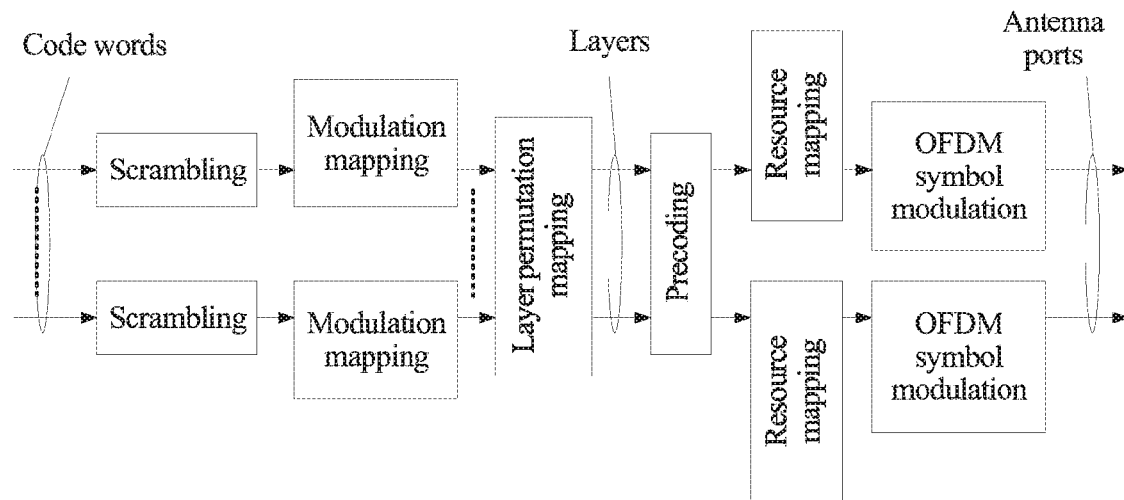 Code words
Layers
Antenna
ports
Scrambling
Modulation
mapping
Layer permutation
mapping
Precoding
Resource
mapping
OFDM
symbol
modulation
Scrambling
Modulation
mapping
Resource
mapping
OFDM
symbol
modulation